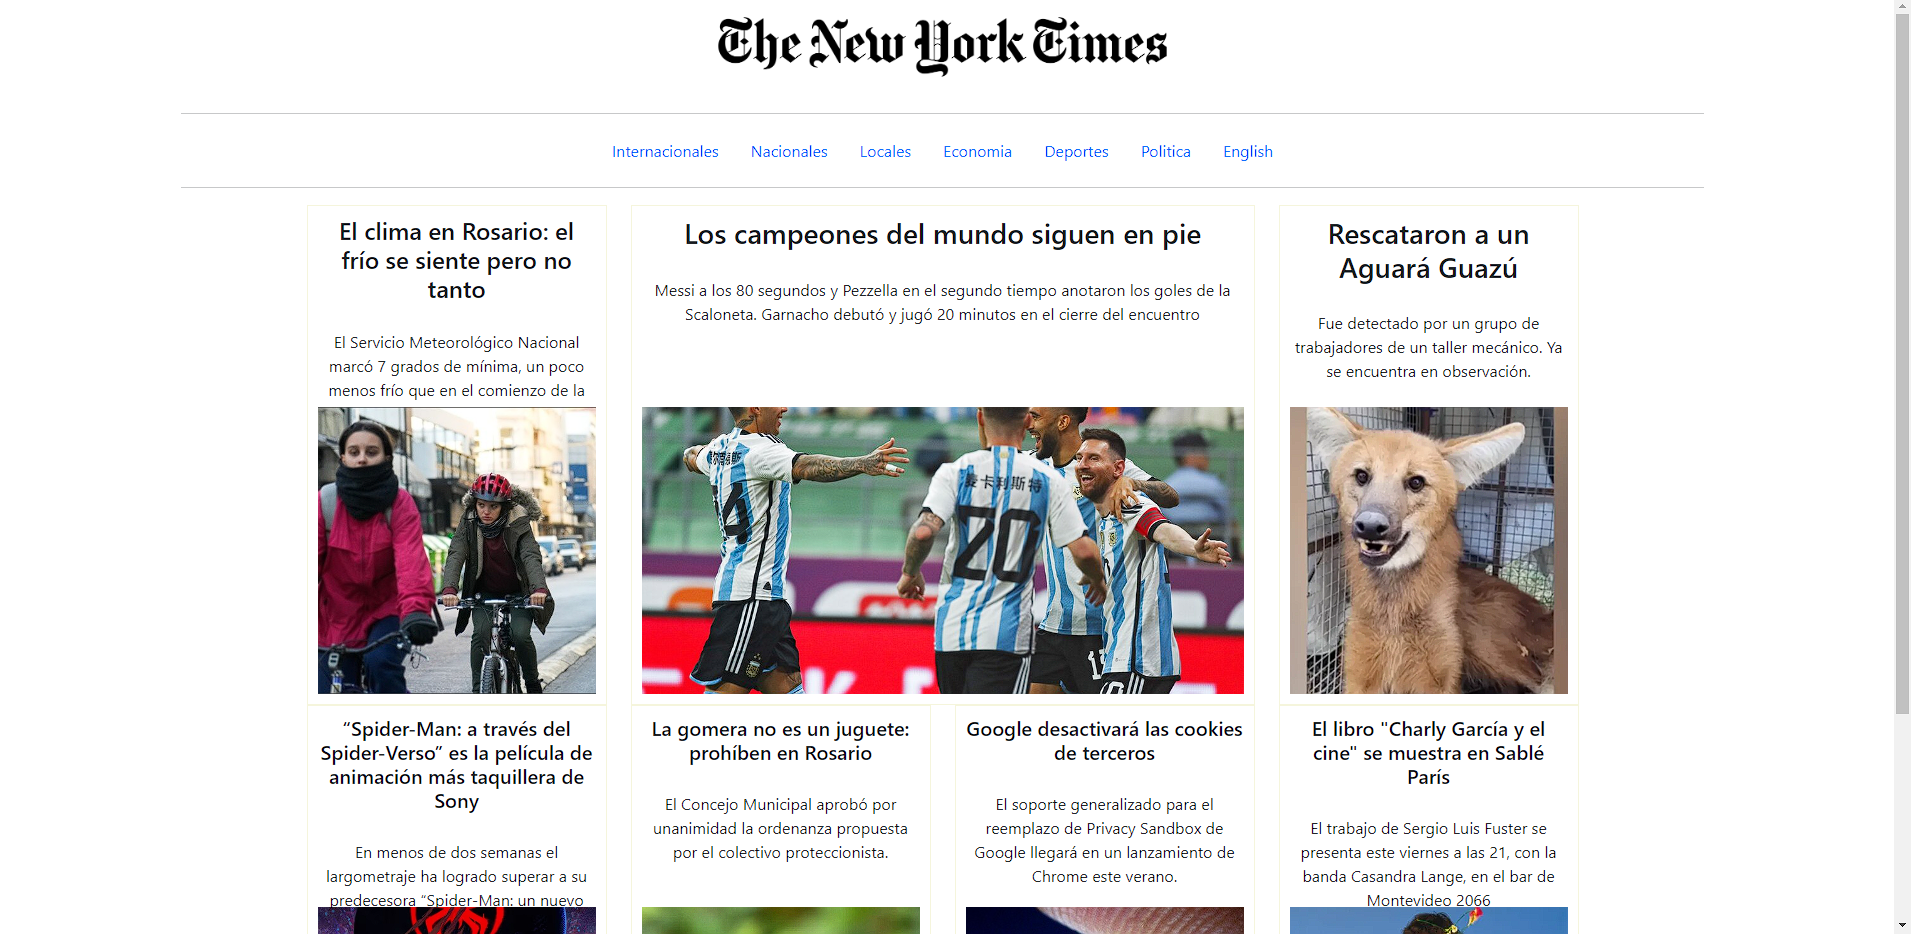 The New York Times
Internacionales Nacionales Locales Economia Deportes Politica English
El clima en Rosario: el
frío se siente pero no
tanto
El Servicio Meteorológico Nacional
marcó 7 grados de mínima, un poco
menos frío que en el comienzo de la
Los campeones del mundo siguen en pie
Messi a los 80 segundos y Pezzella en el segundo tiempo anotaron los goles de la
Scaloneta. Garnacho debutó y jugó 20 minutos en el cierre del encuentro
麦卡利斯特
20
Rescataron a un
Aguará Guazú
Fue detectado por un grupo de
trabajadores de un taller mecánico. Ya
se encuentra en observación.
“Spider-Man: a través del
Spider-Verso” es la película de
animación más taquillera de
Sony
En menos de dos semanas el
largometraje ha logrado superar a su
predecesora “Spider-Man: un nuevo
La gomera no es un juguete:
prohíben en Rosario
El Concejo Municipal aprobó por
unanimidad la ordenanza propuesta
por el colectivo proteccionista.
Google desactivará las cookies
de terceros
El soporte generalizado para el
reemplazo de Privacy Sandbox de
Google llegará en un lanzamiento de
Chrome este verano.
El libro "Charly García y el
cine" se muestra en Sablé
París
El trabajo de Sergio Luis Fuster se
presenta este viernes a las 21, con la
banda Casandra Lange, en el bar de
Montevideo 2066